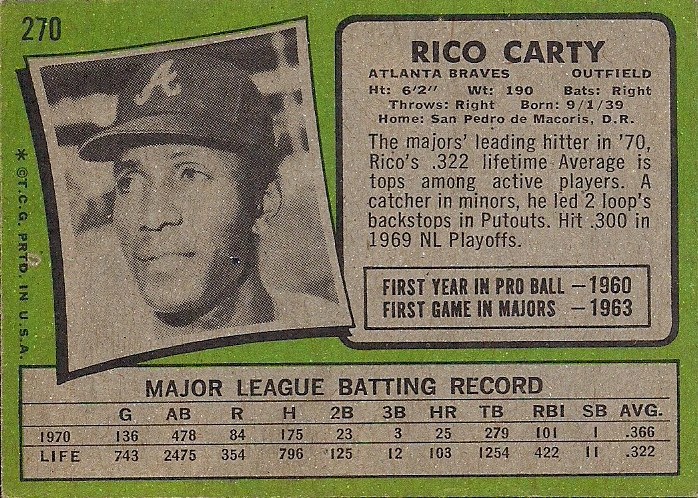 270
A
* ©T.C.G. PRTD. IN U.S.A.
RICO CARTY
ATLANTA BRAVES OUTFIELD
Ht: 6'2" Wt: 190 Bats: Right
Throws: Right Born: 9/1/39
Home: San Pedro de Macoris, D.R.
The majors' leading hitter in '70,
Rico's .322 lifetime Average is
tops among active players. A
catcher in minors, he led 2 loop's
backstops in Putouts. Hit .300 in
1969 NL Playoffs.
FIRST YEAR IN PRO BALL — 1960
FIRST GAME IN MAJORS — 1963
MAJOR LEAGUE BATTING RECORD
G AB R H 2B 3B HR TB RBI SB AVG.
1970 136 478 84 175 23 3 25 279 101 1 .366
LIFE 743 2475 354 796 125 12 103 1254 422 11 .322